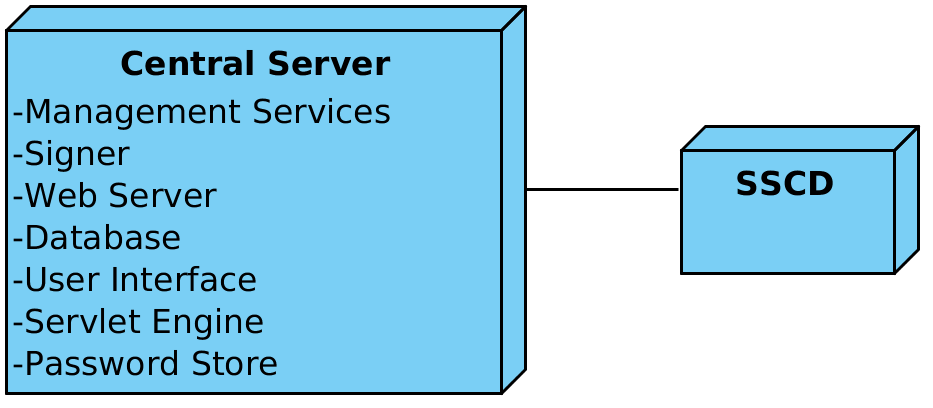 Central Server
-Management Services
-Signer
-Web Server
-Database
-User Interface
-Servlet Engine
-Password Store
SSCD